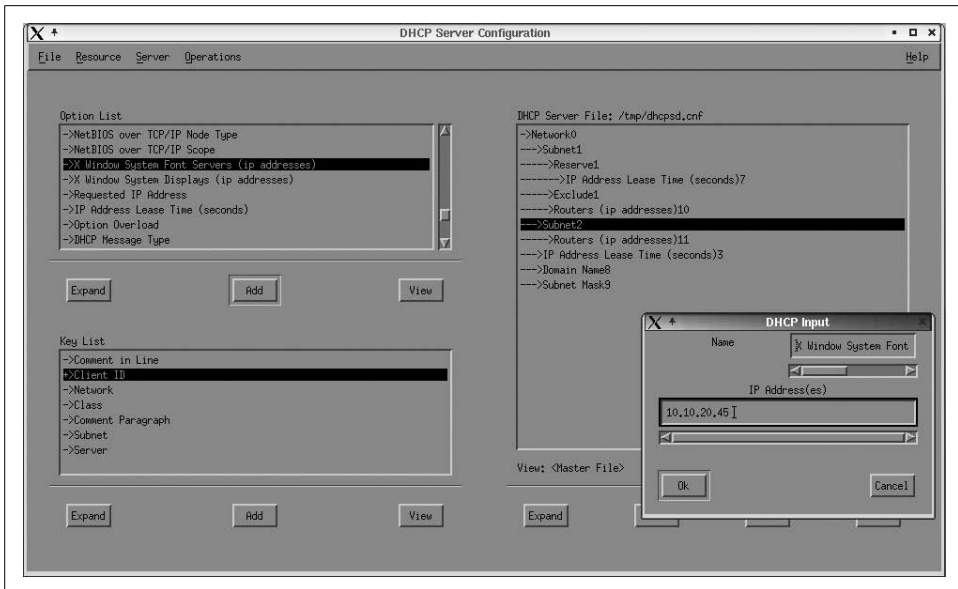 DHCP Server Configuration
File Resource Server Operations Help
Option List
->NetBIOS over TCP/IP Node Type
->NetBIOS over TCP/IP Scope
->X Window System Font Servers (ip addresses)
->X Window System Displays (ip addresses)
->Requested IP Address
->IP Address Lease Time (seconds)
->Option Overload
->DHCP Message Type
Expand Add View
Key List
->Comment in Line
+>Client ID
->Network
->Class
->Comment Paragraph
->Subnet
->Server
Expand Add View
DHCP Server File: /tmp/dhcpsd.cnf
->Network0
--->Subnet1
----->Reserve1
------->IP Address Lease Time (seconds)7
----->Exclude1
----->Routers (ip addresses)10
--->Subnet2
----->Routers (ip addresses)11
--->IP Address Lease Time (seconds)3
--->Domain Name8
--->Subnet Mask9
View: <Master File>
Expand
DHCP Input
Name X Window System Font
IP Address(es)
10.10.20.45
Ok Cancel